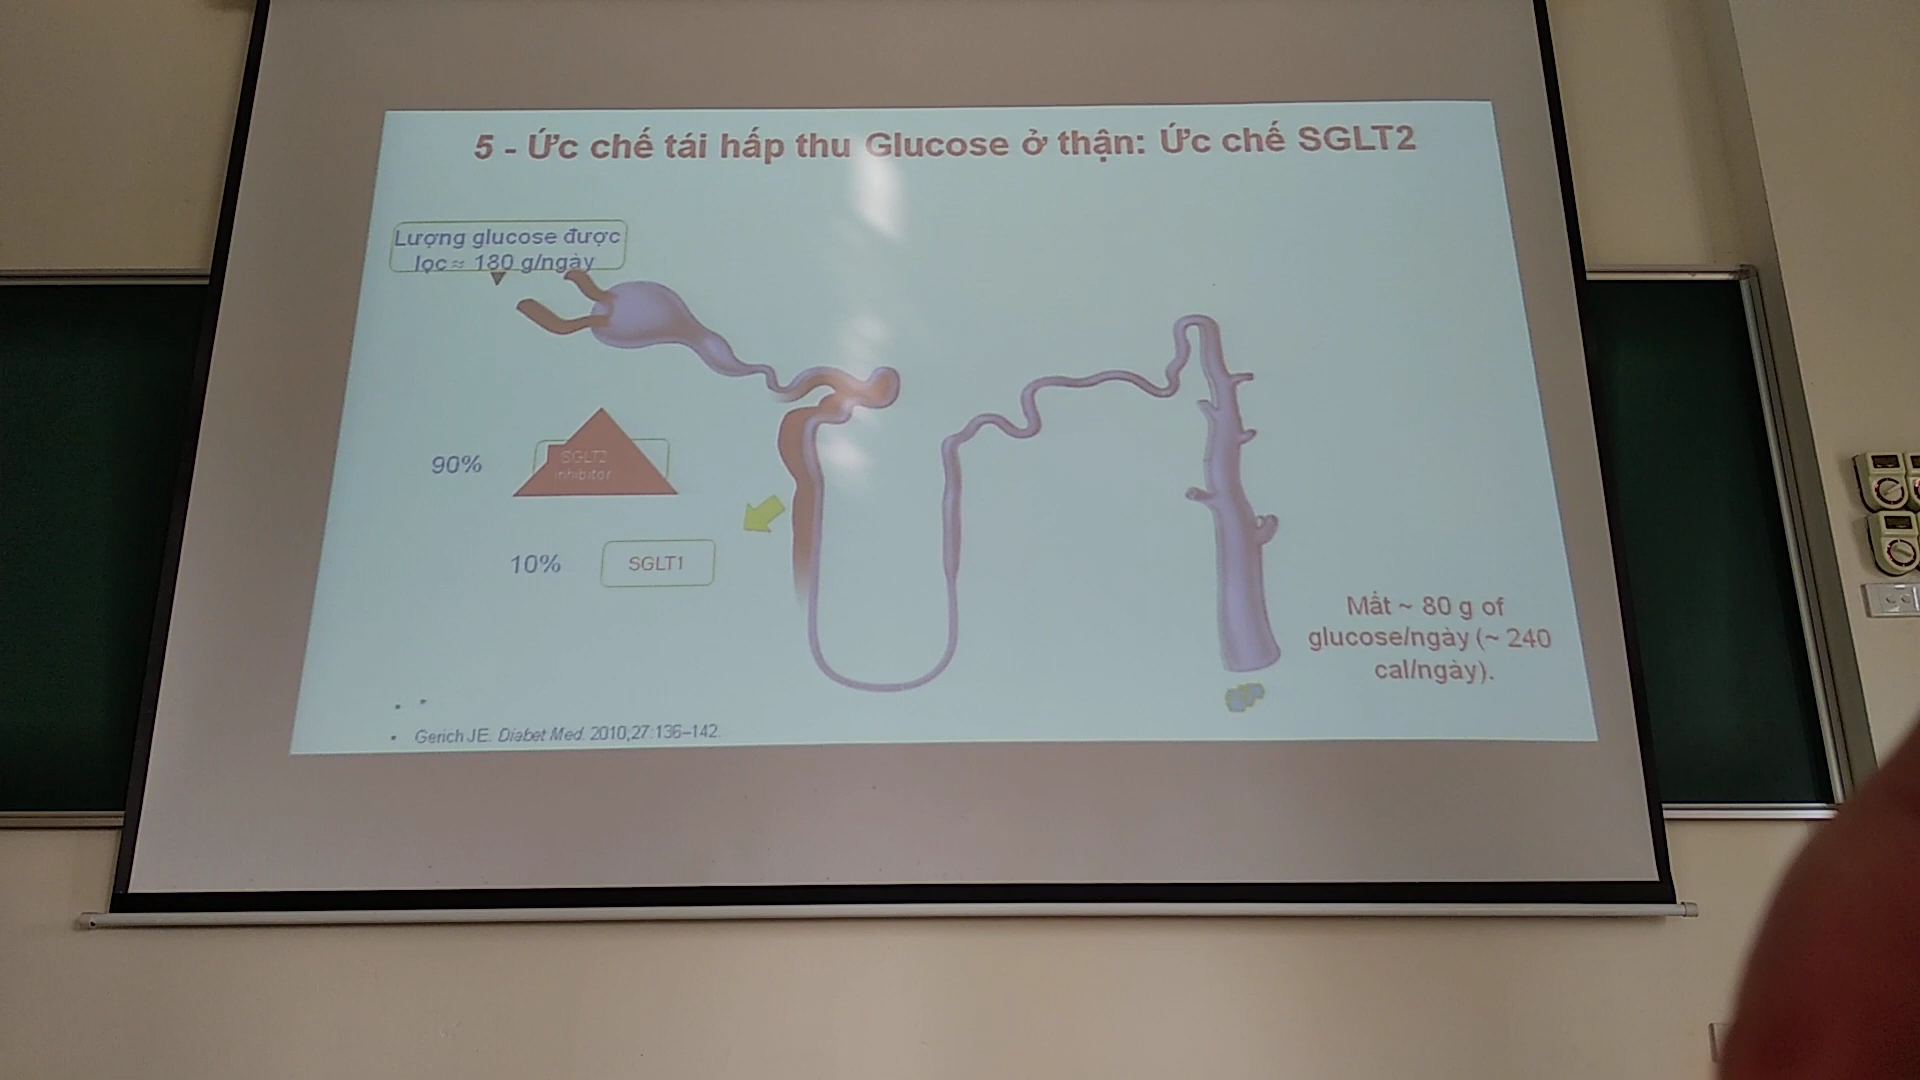 5 - Ức chế tái hấp thu Glucose ở thận: Ức chế SGLT2
Lượng glucose được
lọc ≈ 180 g/ngày
90%
SGLT2
inhibitor
10%
SGLT1
Mất ~ 80 g of
glucose/ngày (~ 240
cal/ngày).
• Gerich JE. Diabet Med. 2010;27:136–142.